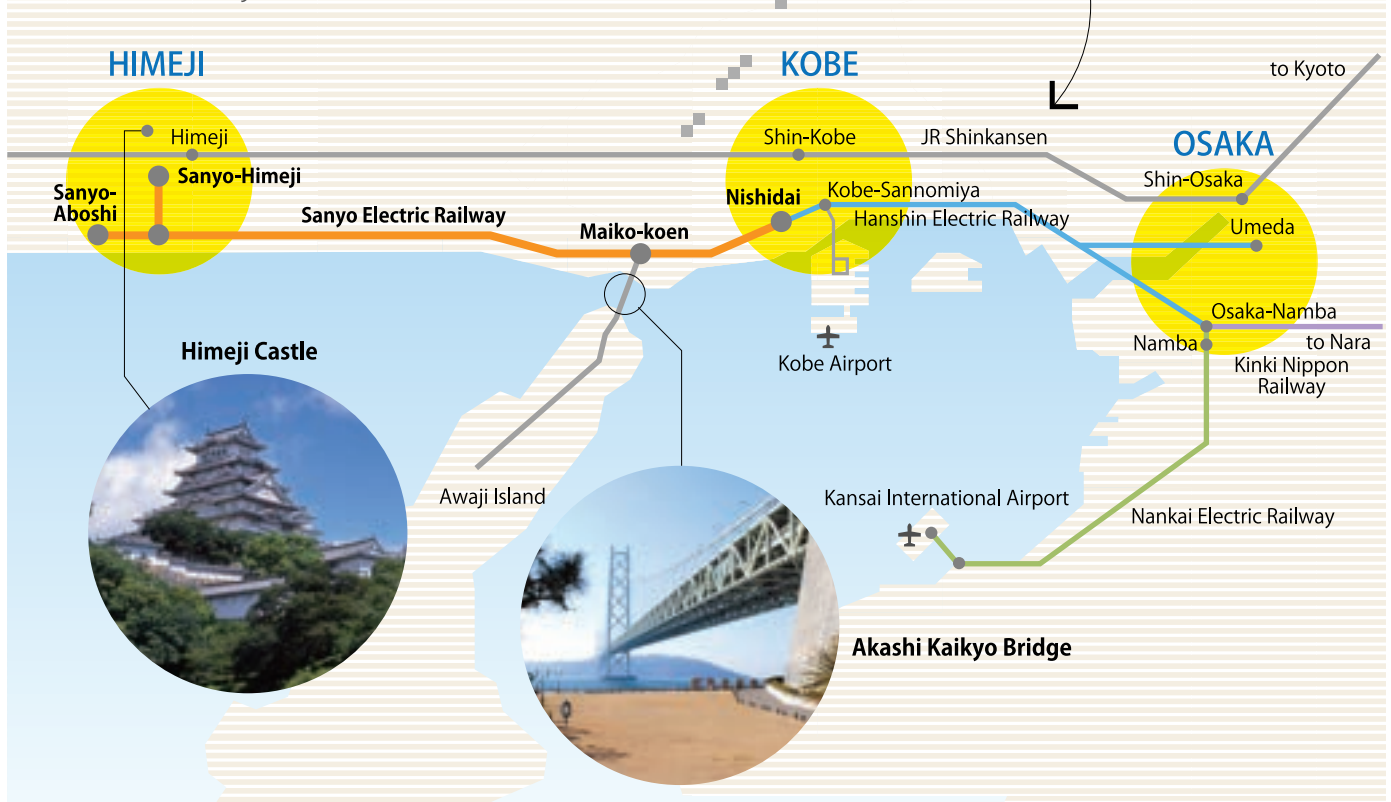 HIMEJI
KOBE
to Kyoto
Himeji
Shin-Kobe
JR Shinkansen
OSAKA
Sanyo-Himeji
Shin-Osaka
Sanyo-
Aboshi
Nishidai
Kobe-Sannomiya
Sanyo Electric Railway
Hanshin Electric Railway
Umeda
Maiko-koen
Osaka-Namba
Namba
to Nara
Kinki Nippon
Railway
Himeji Castle
Kobe Airport
Awaji Island
Kansai International Airport
Nankai Electric Railway
Akashi Kaikyo Bridge